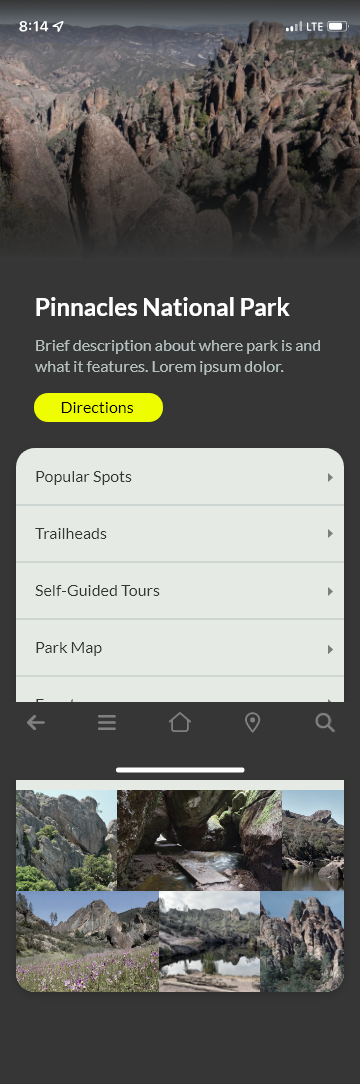 8:14 LTE
Pinnacles National Park
Brief description about where park is and
what it features. Lorem ipsum dolor.
Directions
Popular Spots
Trailheads
Self-Guided Tours
Park Map